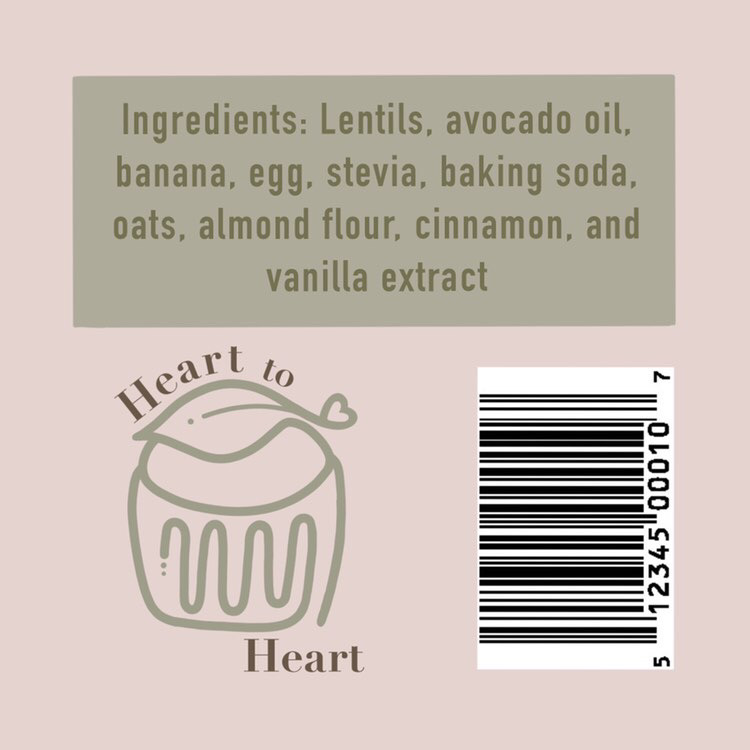 Ingredients: Lentils, avocado oil,
banana, egg, stevia, baking soda,
oats, almond flour, cinnamon, and
vanilla extract
Heart to
Heart
5 12345 00010 7